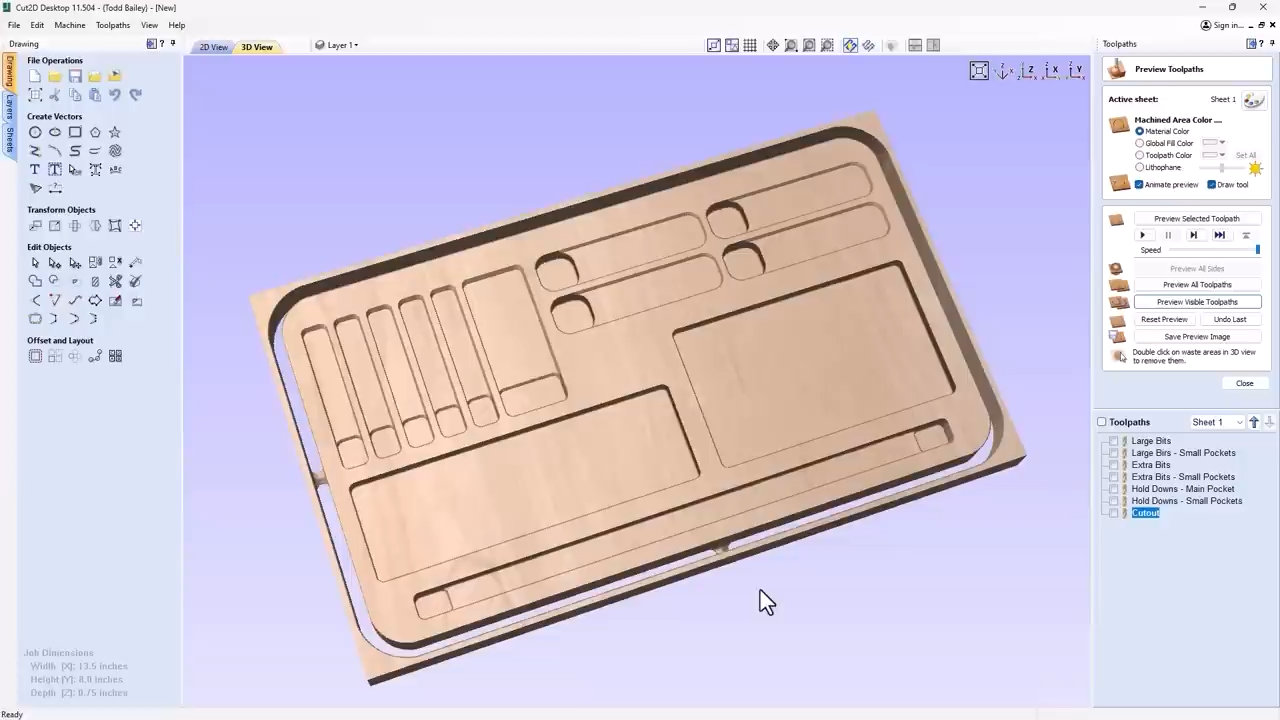 Cut2D Desktop 11.504 - {Todd Bailey} - [New]
File Edit Machine Toolpaths View Help
Sign in...
Drawing
2D View 3D View Layer 1
Toolpaths
Drawing
Layers
Sheets
File Operations
Create Vectors
Transform Objects
Edit Objects
Offset and Layout
Job Dimensions
Width [X]: 13.5 inches
Height [Y]: 8.0 inches
Depth [Z]: 0.75 inches
Ready
Preview Toolpaths
Active sheet: Sheet 1
Machined Area Color ....
Material Color
Global Fill Color
Toolpath Color Set All
Lithophane
Animate preview Draw tool
Preview Selected Toolpath
Speed
Preview All Sides
Preview All Toolpaths
Preview Visible Toolpaths
Reset Preview Undo Last
Save Preview Image
Double click on waste areas in 3D view
to remove them.
Close
Toolpaths Sheet 1
Large Bits
Large Birs - Small Pockets
Extra Bits
Extra Bits - Small Pockets
Hold Downs - Main Pocket
Hold Downs - Small Pockets
Cutout